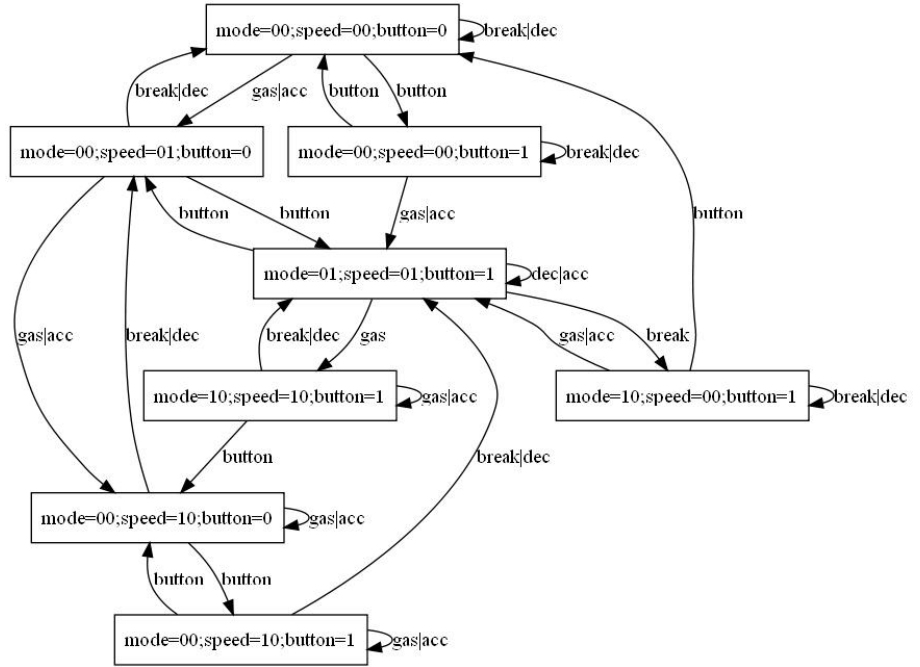 mode=00;speed=00;button=0
break|dec
break|dec
gas|acc
button
button
mode=00;speed=01;button=0
mode=00;speed=00;button=1
break|dec
button
button
gas|acc
button
mode=01;speed=01;button=1
dec|acc
gas|acc
break|dec
break|dec
gas
gas|acc
break
mode=10;speed=10;button=1
gas|acc
mode=10;speed=00;button=1
break|dec
button
break|dec
mode=00;speed=10;button=0
gas|acc
button
button
mode=00;speed=10;button=1
gas|acc